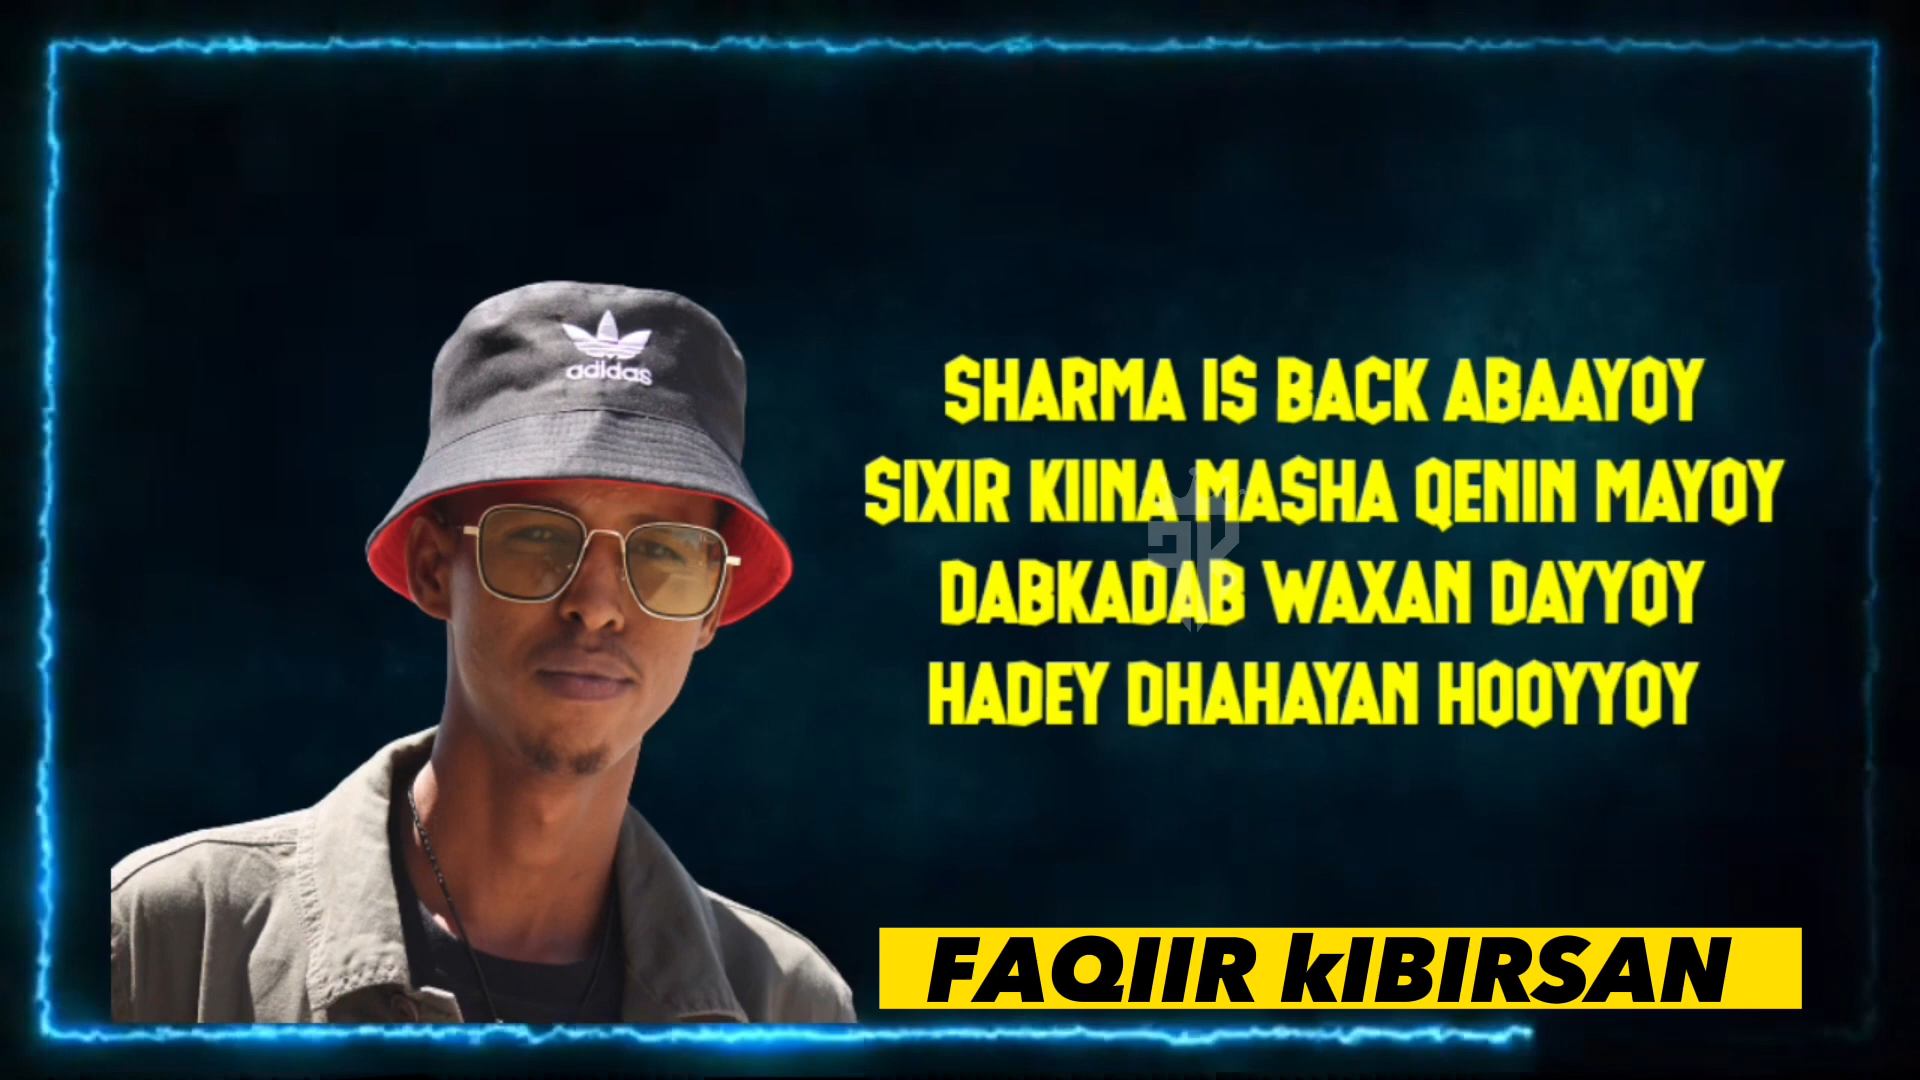 adidas
SHARMA IS BACK ABAAYOY
SIXIR KIINA MASHA QENIN MAYOY
DABKADAB WAXAN DAYYOY
HADEY DHAHAYAN HOOYYOY
FAQIIR kIBIRSAN